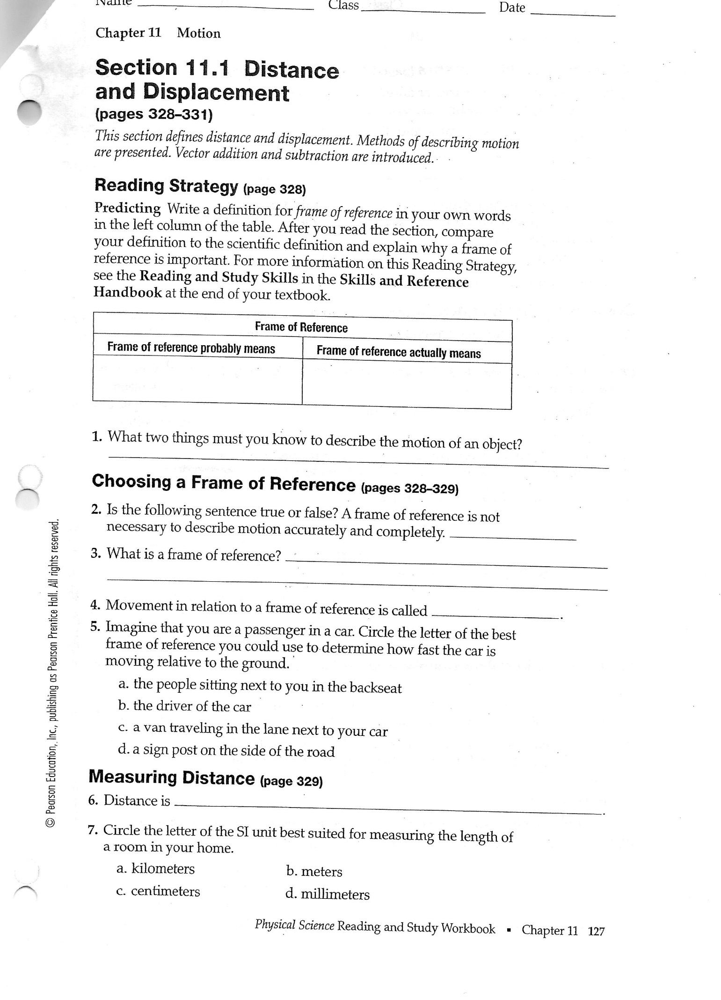 Name
Class
Date
Chapter 11 Motion
Section 11.1 Distance
and Displacement
(pages 328–331)
This section defines distance and displacement. Methods of describing motion
are presented. Vector addition and subtraction are introduced.
Reading Strategy (page 328)
Predicting Write a definition for frame of reference in your own words
in the left column of the table. After you read the section, compare
your definition to the scientific definition and explain why a frame of
reference is important. For more information on this Reading Strategy,
see the Reading and Study Skills in the Skills and Reference
Handbook at the end of your textbook.
Frame of Reference
Frame of reference probably means
Frame of reference actually means
1. What two things must you know to describe the motion of an object?
Choosing a Frame of Reference (pages 328–329)
2. Is the following sentence true or false? A frame of reference is not
necessary to describe motion accurately and completely.
3. What is a frame of reference?
4. Movement in relation to a frame of reference is called .
5. Imagine that you are a passenger in a car. Circle the letter of the best
frame of reference you could use to determine how fast the car is
moving relative to the ground.
a. the people sitting next to you in the backseat
b. the driver of the car
c. a van traveling in the lane next to your car
d. a sign post on the side of the road
Measuring Distance (page 329)
6. Distance is .
7. Circle the letter of the SI unit best suited for measuring the length of
a room in your home.
a. kilometers
b. meters
c. centimeters
d. millimeters
© Pearson Education, Inc., publishing as Pearson Prentice Hall. All rights reserved.
Physical Science Reading and Study Workbook ▪ Chapter 11 127